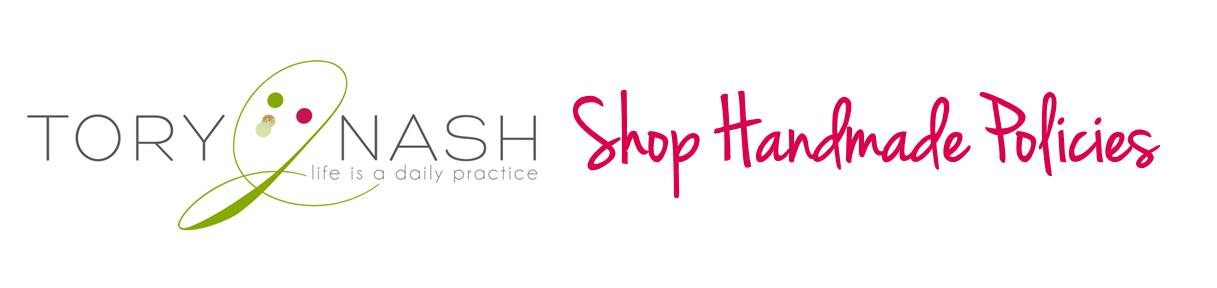 TORY J NASH
life is a daily practice
Shop Handmade Policies